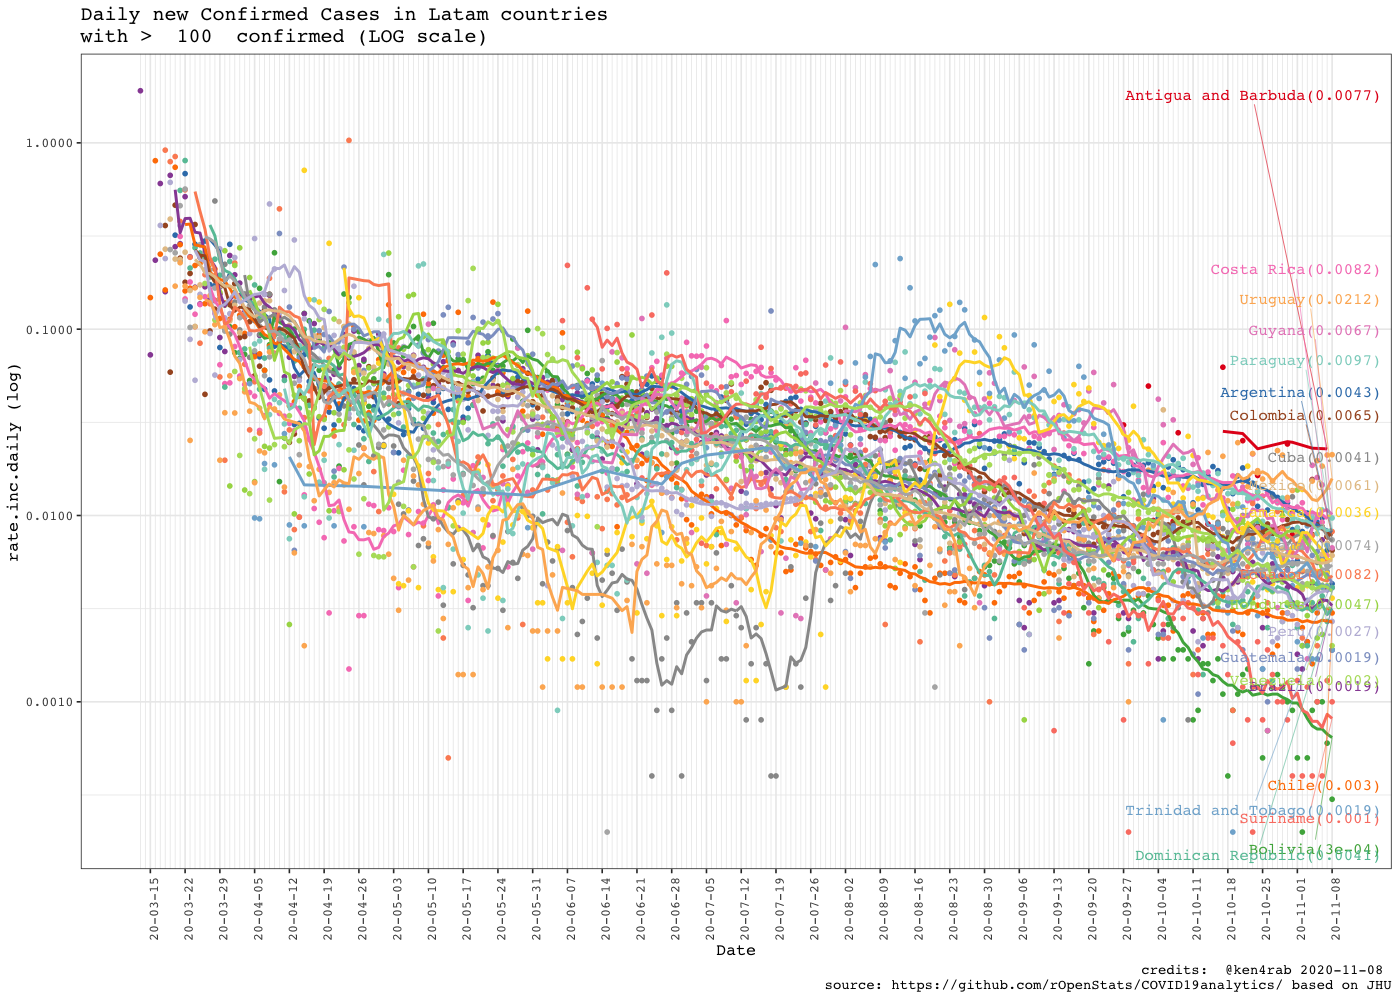 Daily new Confirmed Cases in Latam countries
with > 100 confirmed (LOG scale)
rate.inc.daily (log)
1.0000
0.1000
0.0100
0.0010
Antigua and Barbuda(0.0077)
Costa Rica(0.0082)
Uruguay(0.0212)
Guyana(0.0067)
Paraguay(0.0097)
Argentina(0.0043)
Colombia(0.0065)
Cuba(0.0041)
0061)
0036)
0074)
0082)
0047)
Peru(0.0027)
Guatemala(0.0019)
Venezuela(0.002)
Brazil(0.0019)
Chile(0.003)
Trinidad and Tobago(0.0019)
Suriname(0.001)
Bolivia(3e-04)
Dominican Republic(0.0041)
20-03-15
20-03-22
20-03-29
20-04-05
20-04-12
20-04-19
20-04-26
20-05-03
20-05-10
20-05-17
20-05-24
20-05-31
20-06-07
20-06-14
20-06-21
20-06-28
20-07-05
20-07-12
20-07-19
20-07-26
20-08-02
20-08-09
20-08-16
20-08-23
20-08-30
20-09-06
20-09-13
20-09-20
20-09-27
20-10-04
20-10-11
20-10-18
20-10-25
20-11-01
20-11-08
Date
credits: @ken4rab 2020-11-08
source: https://github.com/rOpenStats/COVID19analytics/ based on JHU